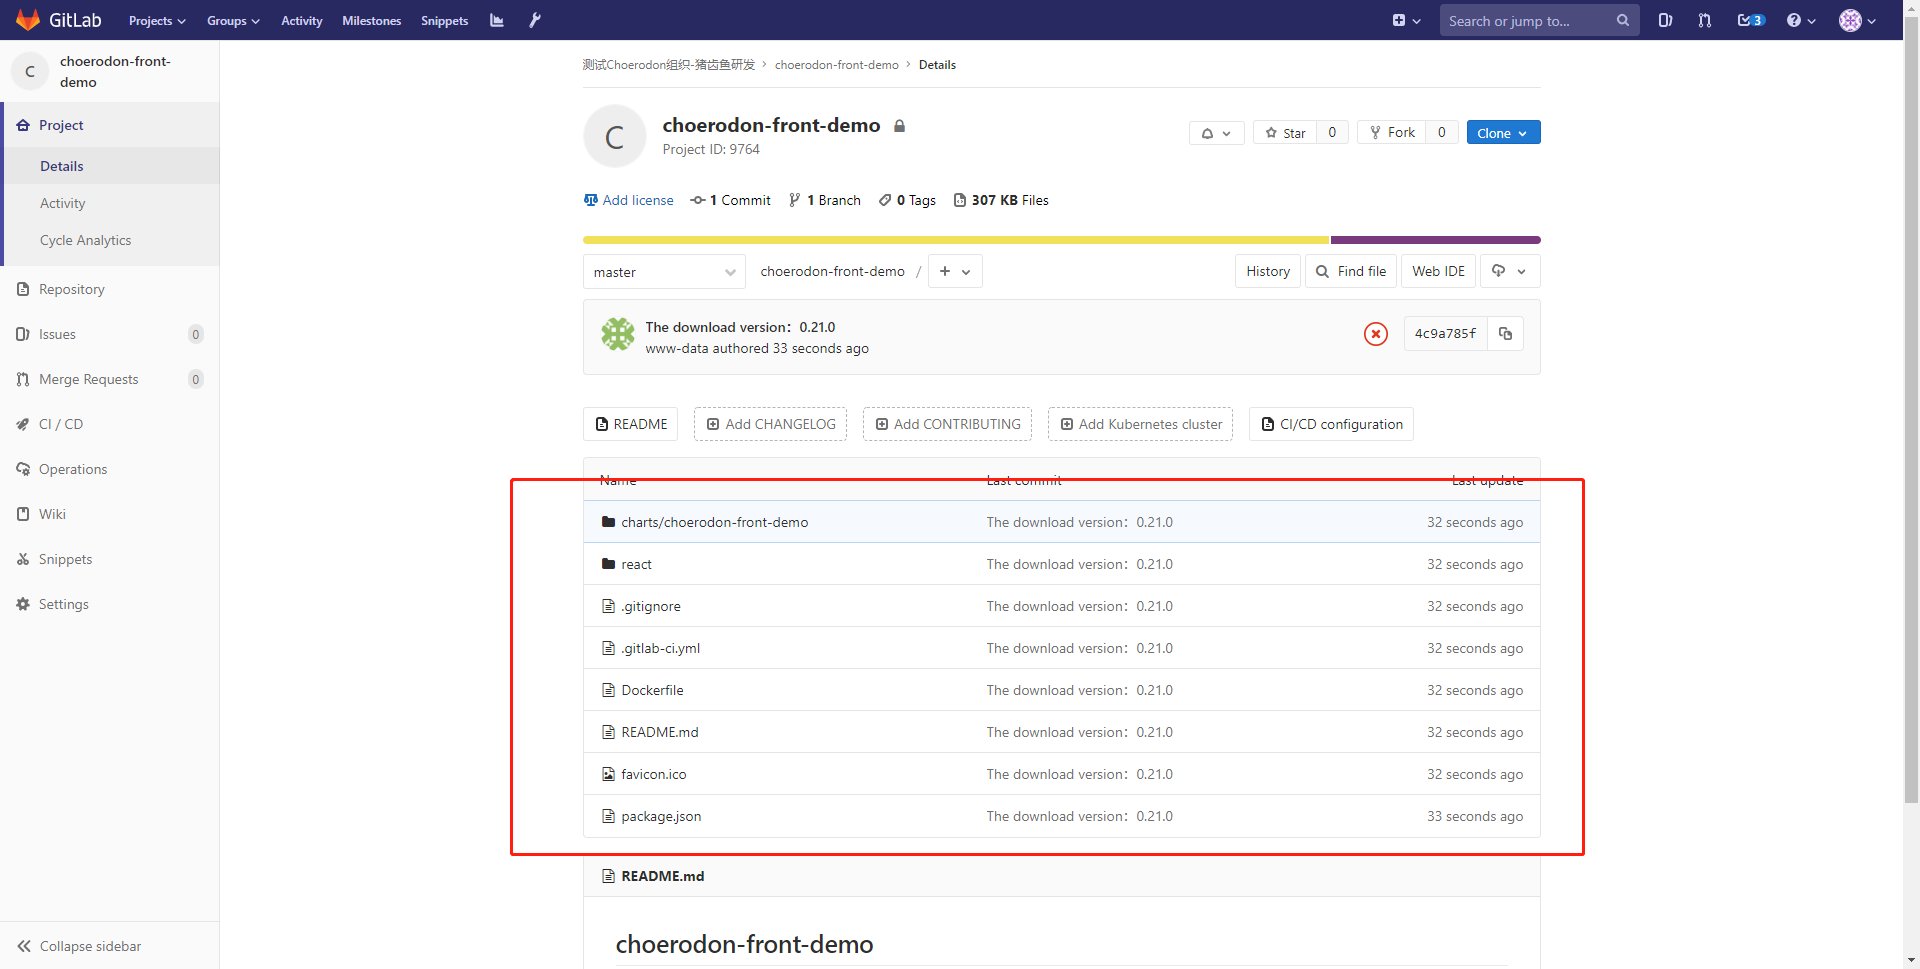 GitLab Projects Groups Activity Milestones Snippets Search or jump to... 3
C choerodon-front-demo
Project
Details
Activity
Cycle Analytics
Repository
Issues 0
Merge Requests 0
CI / CD
Operations
Wiki
Snippets
Settings
Collapse sidebar
测试Choerodon组织-猪齿鱼研发 > choerodon-front-demo > Details
C
choerodon-front-demo
Project ID: 9764
Star 0 Fork 0 Clone
Add license 1 Commit 1 Branch 0 Tags 307 KB Files
master choerodon-front-demo / + History Find file Web IDE
The download version：0.21.0
www-data authored 33 seconds ago
4c9a785f
README Add CHANGELOG Add CONTRIBUTING Add Kubernetes cluster CI/CD configuration
Name Last commit Last update
charts/choerodon-front-demo The download version：0.21.0 32 seconds ago
react The download version：0.21.0 32 seconds ago
.gitignore The download version：0.21.0 32 seconds ago
.gitlab-ci.yml The download version：0.21.0 32 seconds ago
Dockerfile The download version：0.21.0 32 seconds ago
README.md The download version：0.21.0 32 seconds ago
favicon.ico The download version：0.21.0 32 seconds ago
package.json The download version：0.21.0 33 seconds ago
README.md
choerodon-front-demo